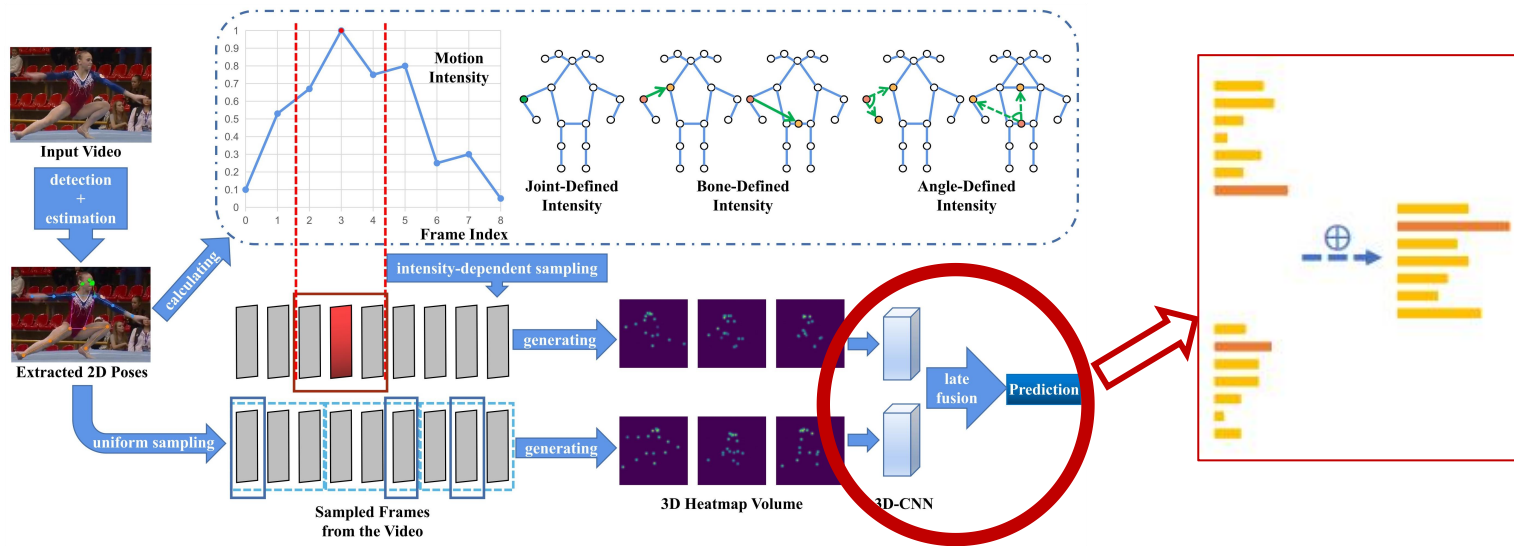 Input Video
detection
+
estimation
Extracted 2D Poses
calculating
uniform sampling
1
0.9
0.8
0.7
0.6
0.5
0.4
0.3
0.2
0.1
0
0 1 2 3 4 5 6 7 8
Motion
Intensity
Frame Index
Joint-Defined
Intensity
Bone-Defined
Intensity
Angle-Defined
Intensity
intensity-dependent sampling
generating
generating
Sampled Frames
from the Video
3D Heatmap Volume
3D-CNN
late
fusion
Prediction